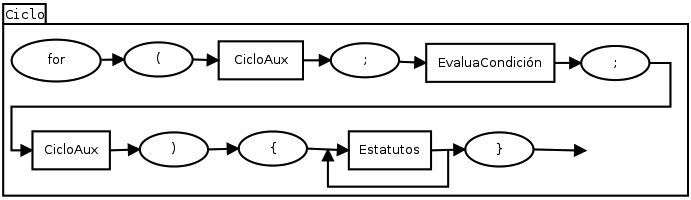 Ciclo
for ( CicloAux ; EvaluaCondición ;
CicloAux ) { Estatutos }